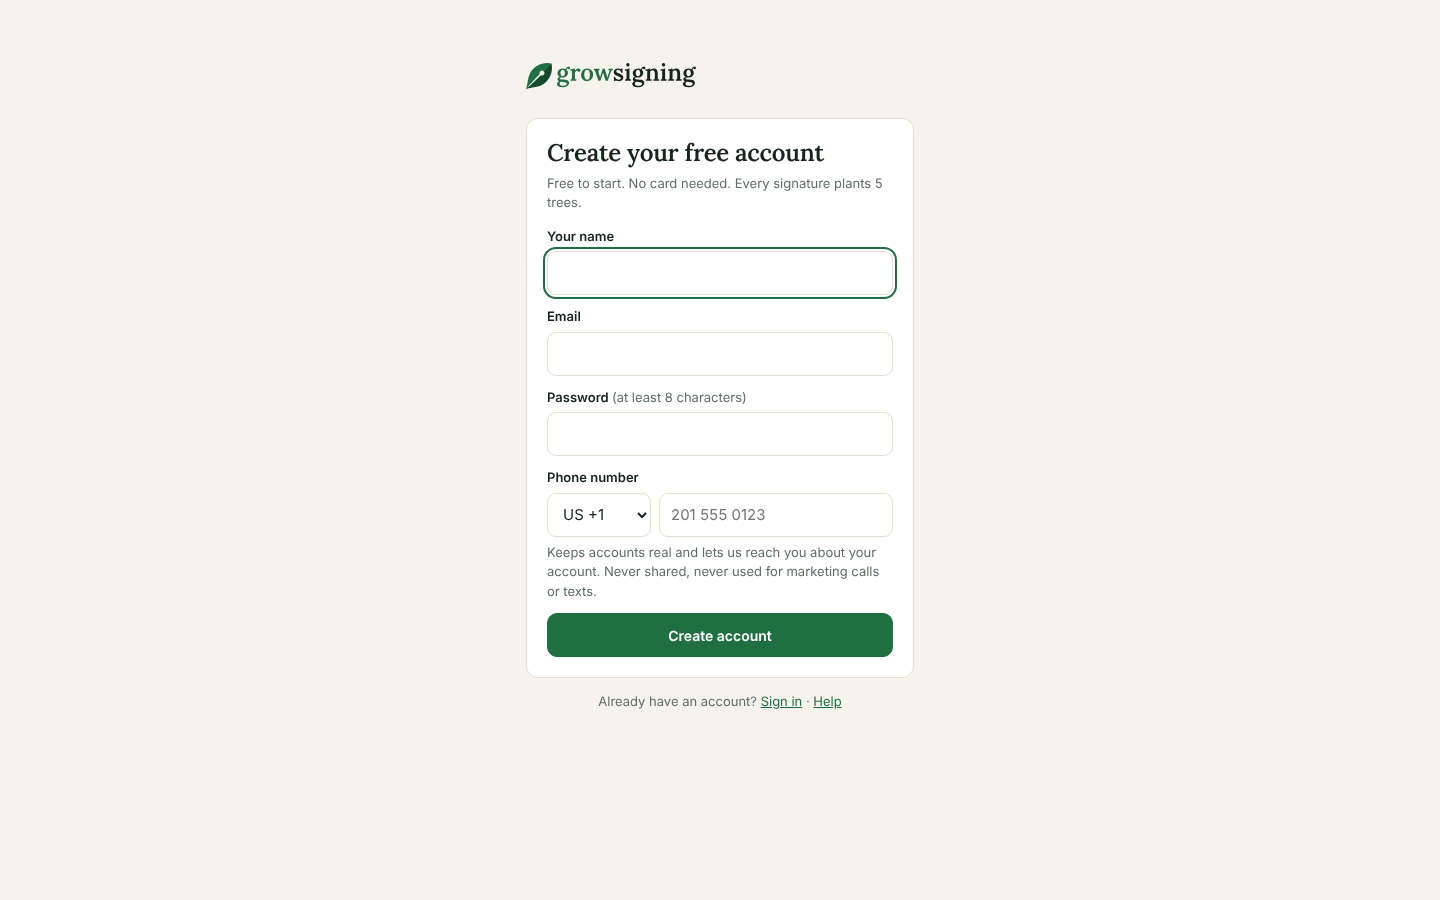 growsigning
Create your free account
Free to start. No card needed. Every signature plants 5
trees.
Your name
Email
Password (at least 8 characters)
Phone number
US +1
201 555 0123
Keeps accounts real and lets us reach you about your
account. Never shared, never used for marketing calls
or texts.
Create account
Already have an account? Sign in · Help